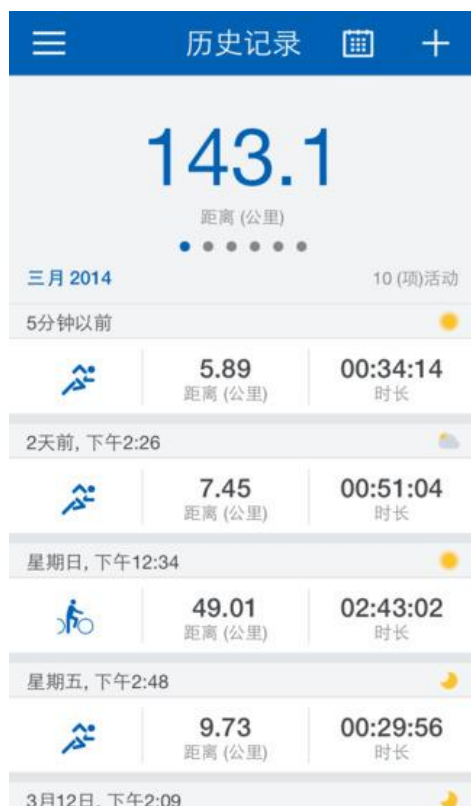 历史记录
143.1
距离 (公里)
三月 2014 10 (项)活动
5分钟以前
5.89 00:34:14
距离 (公里) 时长
2天前, 下午2:26
7.45 00:51:04
距离 (公里) 时长
星期日, 下午12:34
49.01 02:43:02
距离 (公里) 时长
星期五, 下午2:48
9.73 00:29:56
距离 (公里) 时长
3月12日, 下午2:09